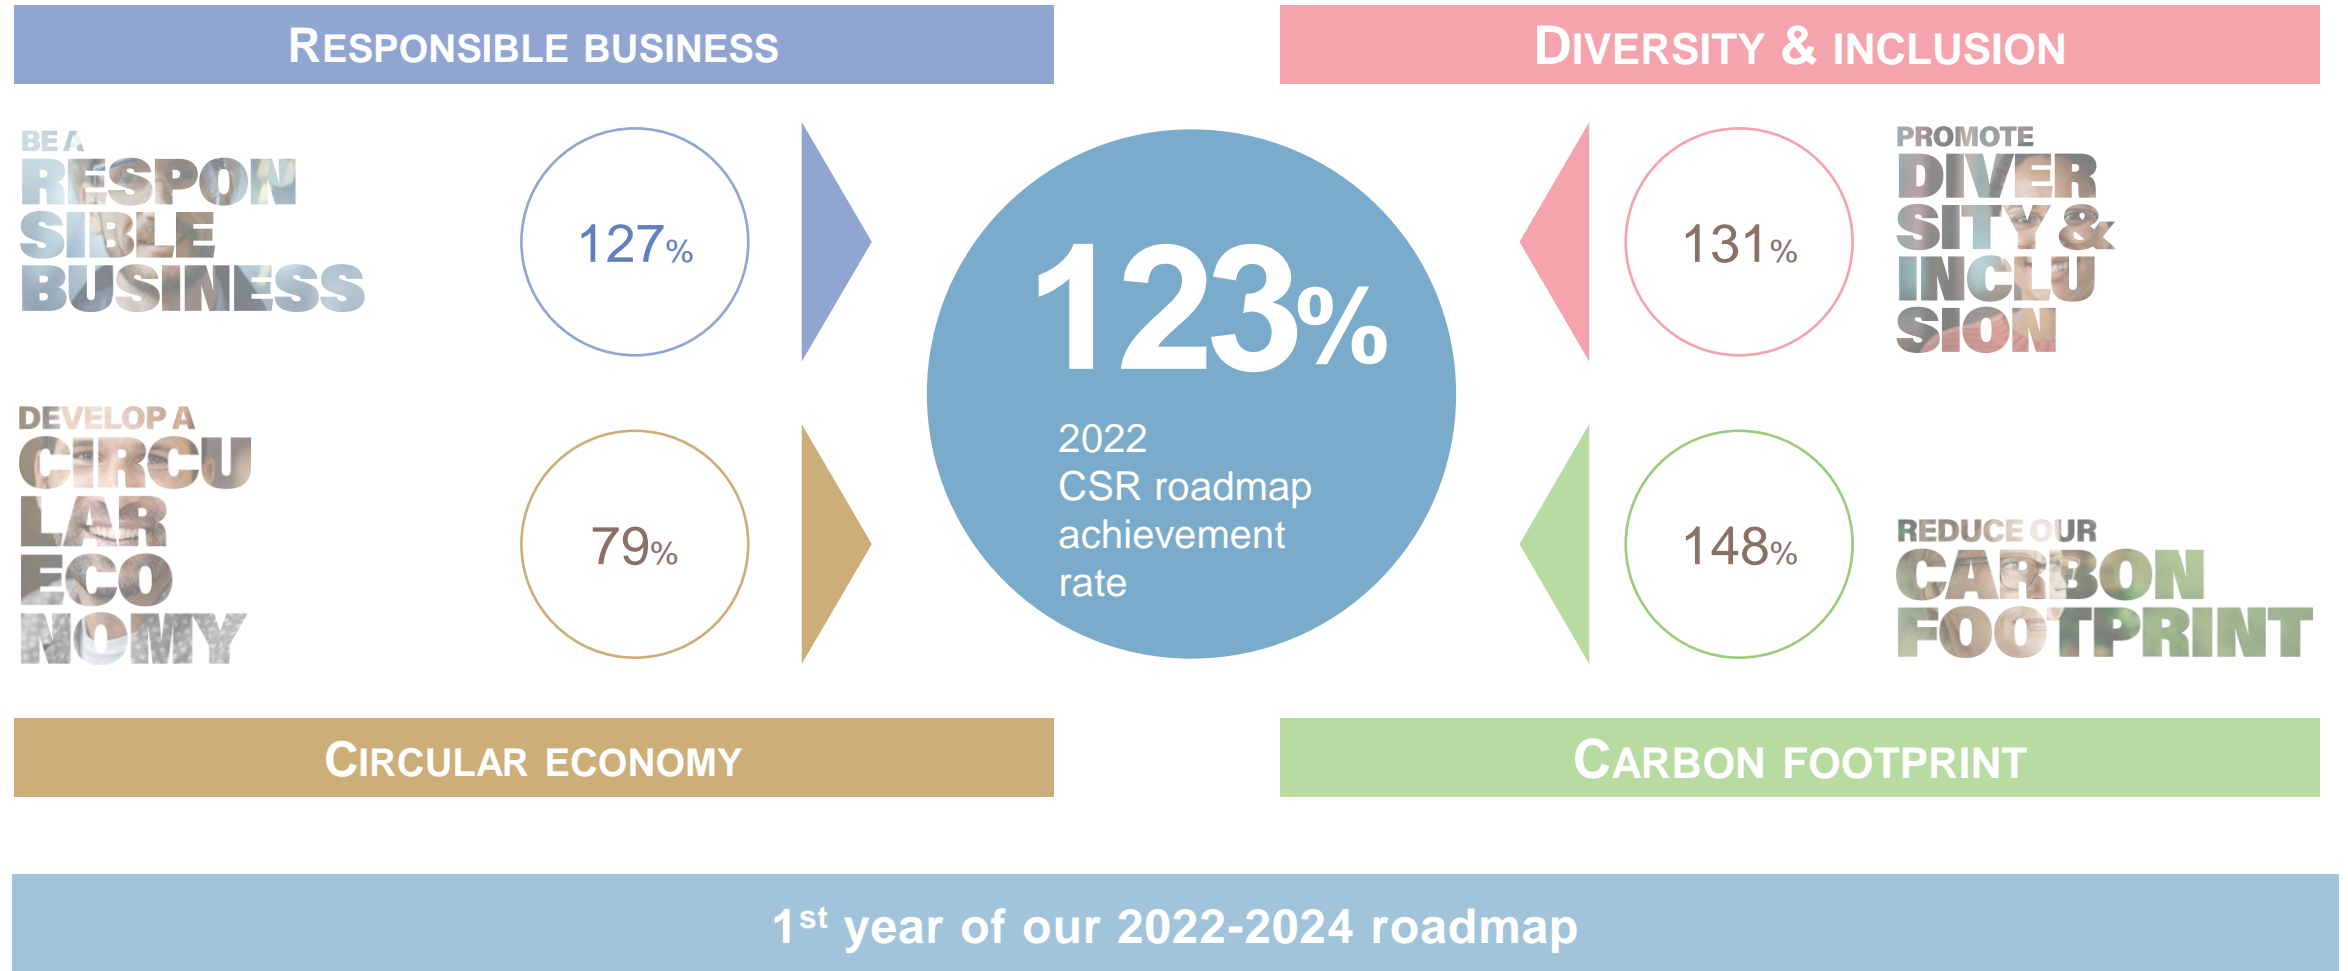 RESPONSIBLE BUSINESS
DIVERSITY & INCLUSION
BE A
RESPON
SIBLE
BUSINESS
127%
123%
2022
CSR roadmap
achievement
rate
131%
PROMOTE
DIVER
SITY &
INCLU
SION
DEVELOP A
CIRCU
LAR
ECO
NOMY
79%
148%
REDUCE OUR
CARBON
FOOTPRINT
CIRCULAR ECONOMY
CARBON FOOTPRINT
1st year of our 2022-2024 roadmap